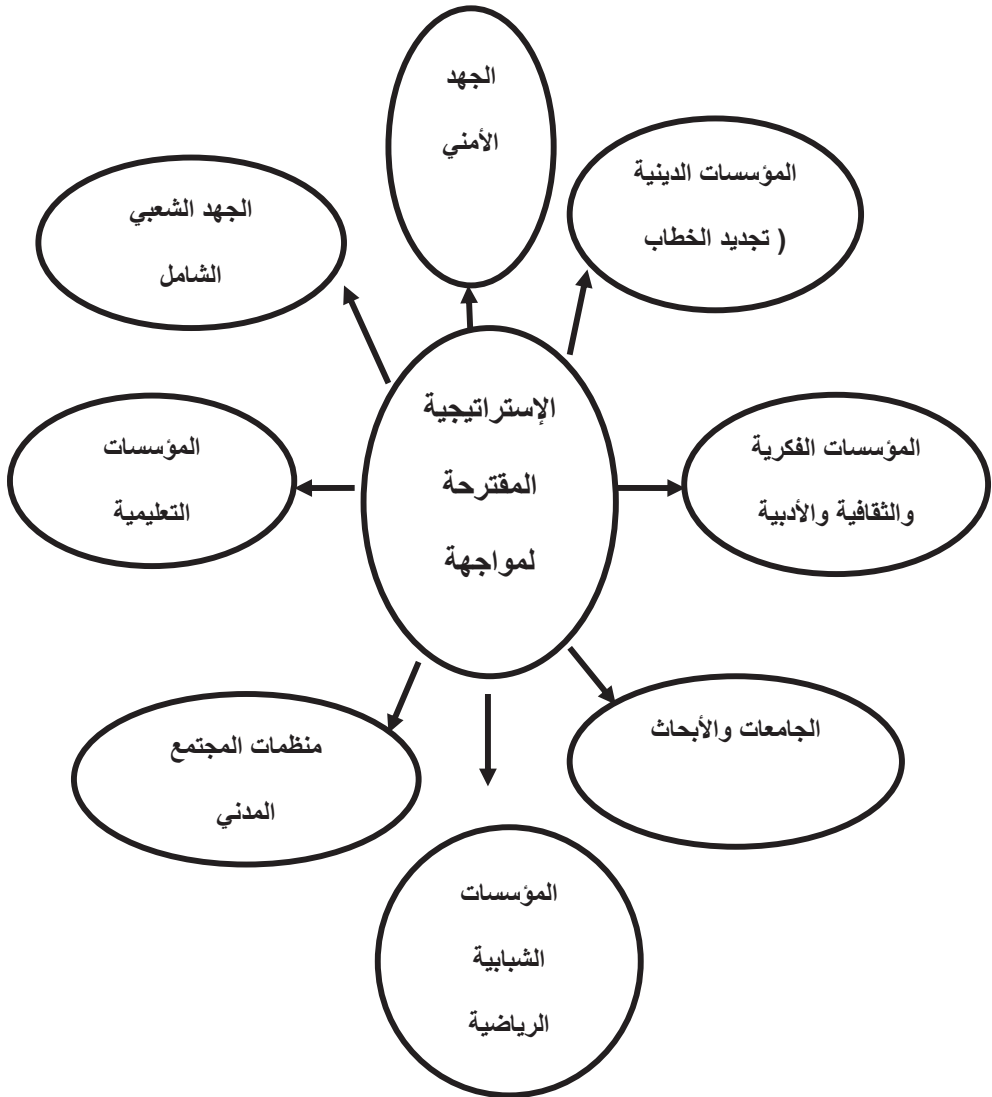 الجهد
الأمني
المؤسسات الدينية
( تجديد الخطاب
الجهد الشعبي
الشامل
الإستراتيجية
المقترحة
لمواجهة
المؤسسات الفكرية
والثقافية والأدبية
المؤسسات
التعليمية
الجامعات والأبحاث
منظمات المجتمع
المدني
المؤسسات
الشبابية
الرياضية